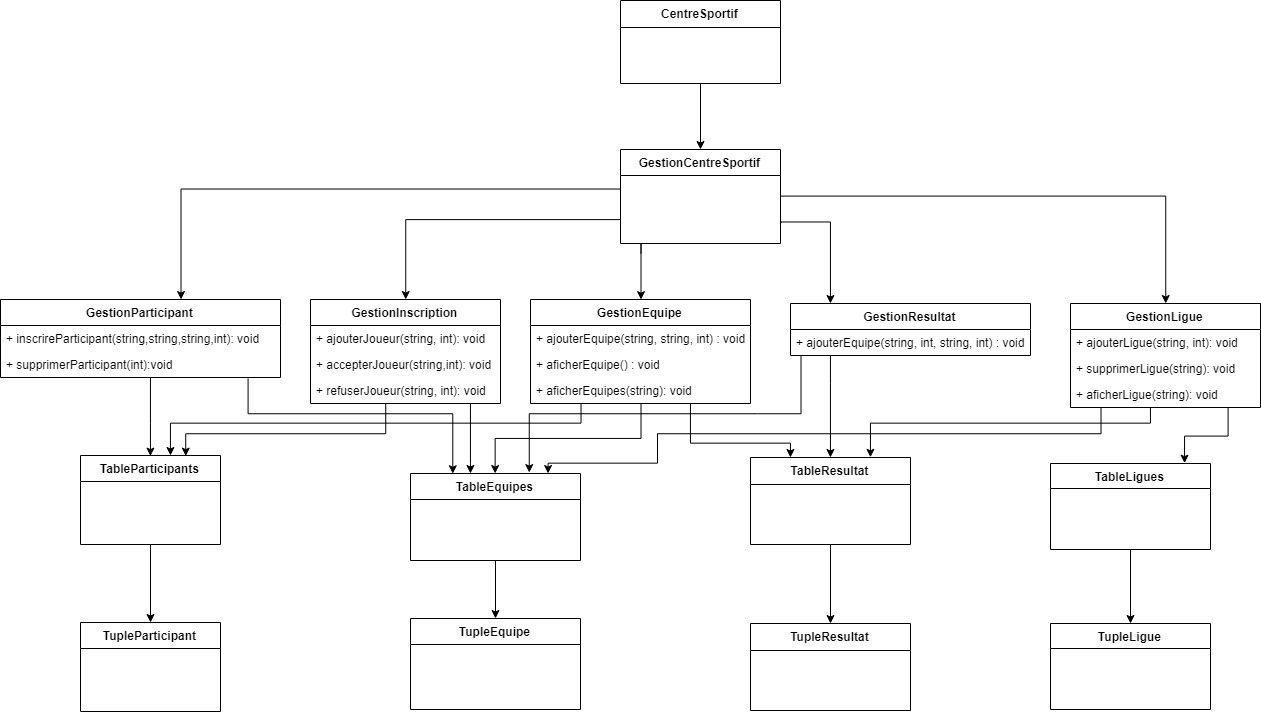 CentreSportif
GestionCentreSportif
GestionParticipant
+ inscrireParticipant(string,string,string,int): void
+ supprimerParticipant(int):void
GestionInscription
+ ajouterJoueur(string, int): void
+ accepterJoueur(string,int): void
+ refuserJoueur(string, int): void
GestionEquipe
+ ajouterEquipe(string, string, int) : void
+ aficherEquipe() : void
+ aficherEquipes(string): void
GestionResultat
+ ajouterEquipe(string, int, string, int) : void
GestionLigue
+ ajouterLigue(string, int): void
+ supprimerLigue(string): void
+ aficherLigue(string): void
TableParticipants
TableEquipes
TableResultat
TableLigues
TupleParticipant
TupleEquipe
TupleResultat
TupleLigue